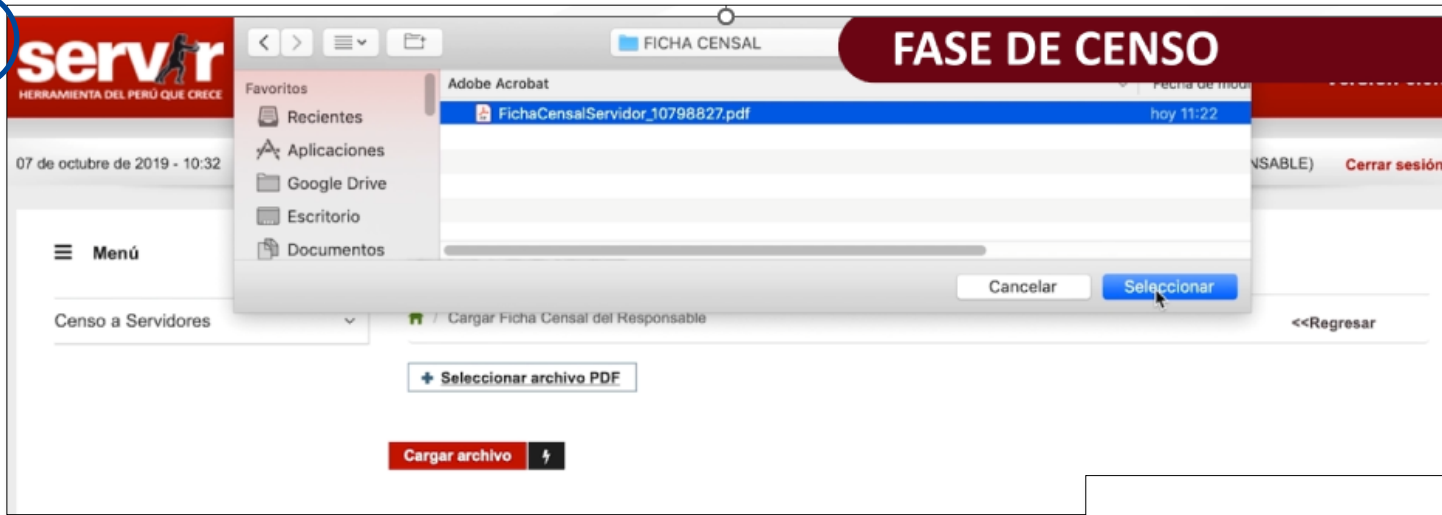 servir
HERRAMIENTA DEL PERÚ QUE CRECE
FICHA CENSAL
FASE DE CENSO
Favoritos
Adobe Acrobat
Recientes
FichaCensalServidor_10798827.pdf
hoy 11:22
Aplicaciones
07 de octubre de 2019 - 10:32
Google Drive
NSABLE)
Cerrar sesión
Escritorio
Menú
Documentos
Cancelar
Seleccionar
Censo a Servidores
/ Cargar Ficha Censal del Responsable
<<Regresar
+ Seleccionar archivo PDF
Cargar archivo